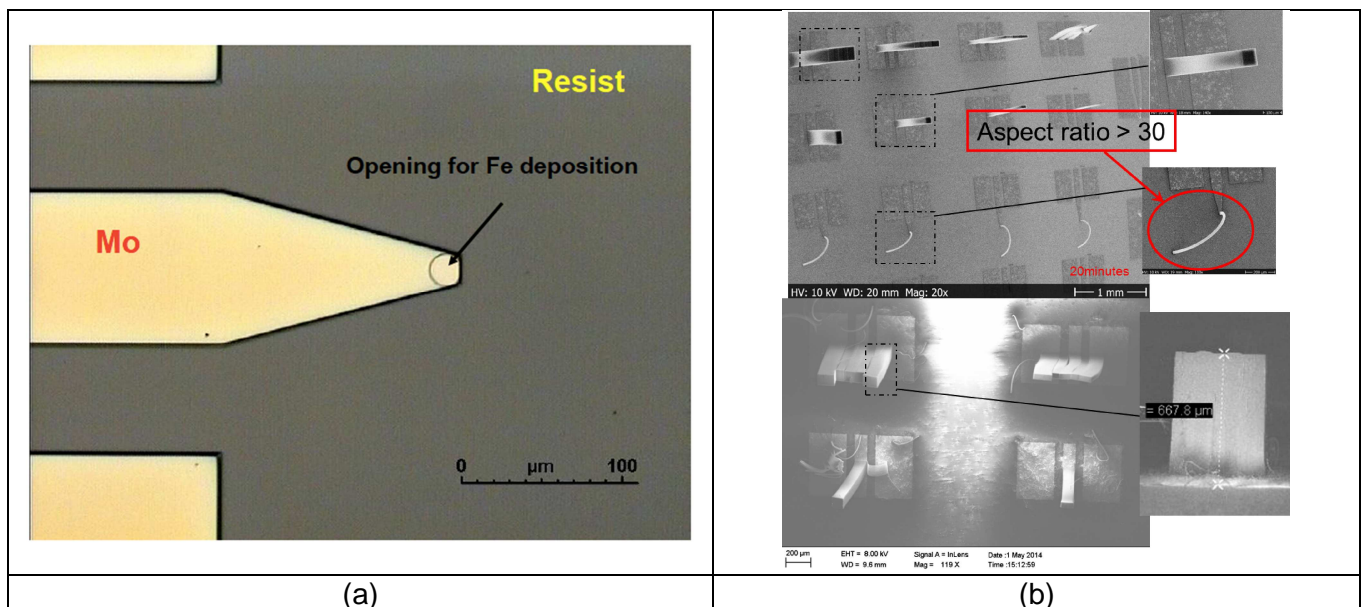 Resist
Opening for Fe deposition
Mo
0 µm 100
(a)
Aspect ratio > 30
20minutes
HV: 10 kV WD: 20 mm Mag: 20x
1 mm
= 667.8 µm
200 µm
EHT = 8.00 kV
Signal A = InLens
Date :1 May 2014
WD = 9.6 mm
Mag = 119 X
Time :15:12:59
(b)